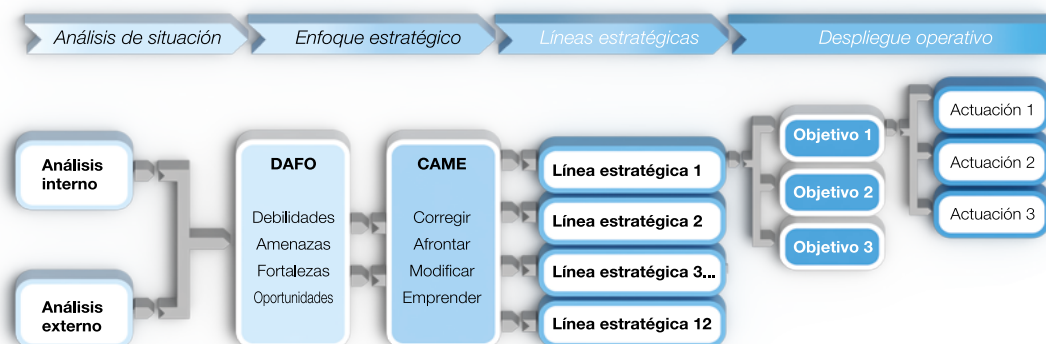 Análisis de situación
Enfoque estratégico
Líneas estratégicas
Despliegue operativo
Análisis
interno
Análisis
externo
DAFO
Debilidades
Amenazas
Fortalezas
Oportunidades
CAME
Corregir
Afrontar
Modificar
Emprender
Línea estratégica 1
Línea estratégica 2
Línea estratégica 3...
Línea estratégica 12
Objetivo 1
Objetivo 2
Objetivo 3
Actuación 1
Actuación 2
Actuación 3